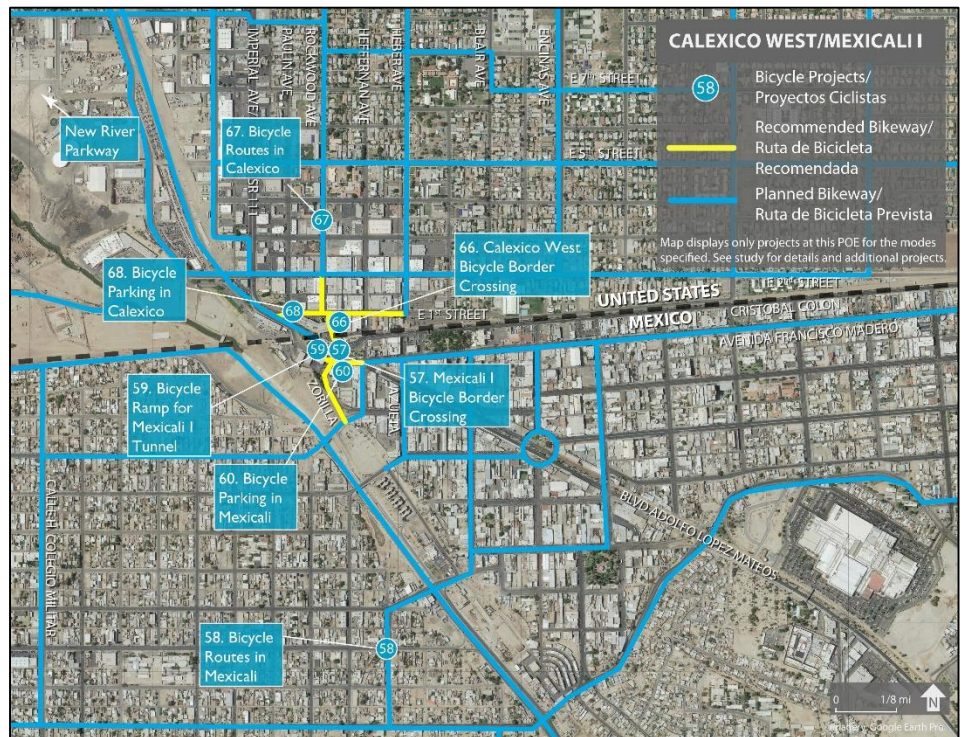 CALEXICO WEST/MEXICALI I
58
Bicycle Projects/
Proyectos Ciclistas
Recommended Bikeway/
Ruta de Bicicleta
Recomendada
Planned Bikeway/
Ruta de Bicicleta Prevista
Map displays only projects at this POE for the modes
specified. See study for details and additional projects.
New River
Parkway
IMPERIAL AVE/
PAULIN AVE
ROCKWOOD AVE
HEFFERNAN AVE
BLAIR AVE
ENCINAS AVE
E 7TH STREET
E 5TH STREET
67. Bicycle
Routes in
Calexico
67
66. Calexico West
Bicycle Border
Crossing
68. Bicycle
Parking in
Calexico
68
66
E 1ST STREET
UNITED STATES
MEXICO
CRISTOBAL COLON
AVENIDA FRANCISCO MADERO
59
57
60
59. Bicycle
Ramp for
Mexicali I
Tunnel
57. Mexicali I
Bicycle Border
Crossing
60. Bicycle
Parking in
Mexicali
ZORILLA
AZUETA
CALLE H. COLEGIO MILITAR
BLVD ADOLFO LOPEZ MATEOS
58. Bicycle
Routes in
Mexicali
58
0 1/8 mi
N
Imagery: Google Earth Pro